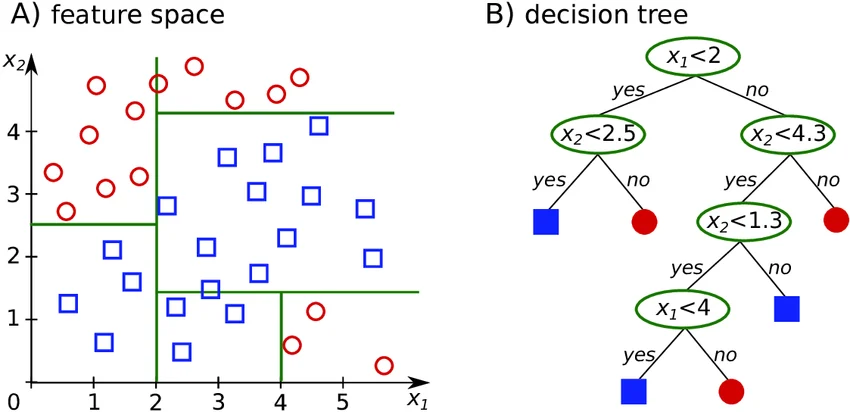 A) feature space
x2
4
3
2
1
0
1 2 3 4 5
x1
B) decision tree
x1<2
yes no
x2<2.5 x2<4.3
yes no yes no
x2<1.3
yes no
x1<4
yes no